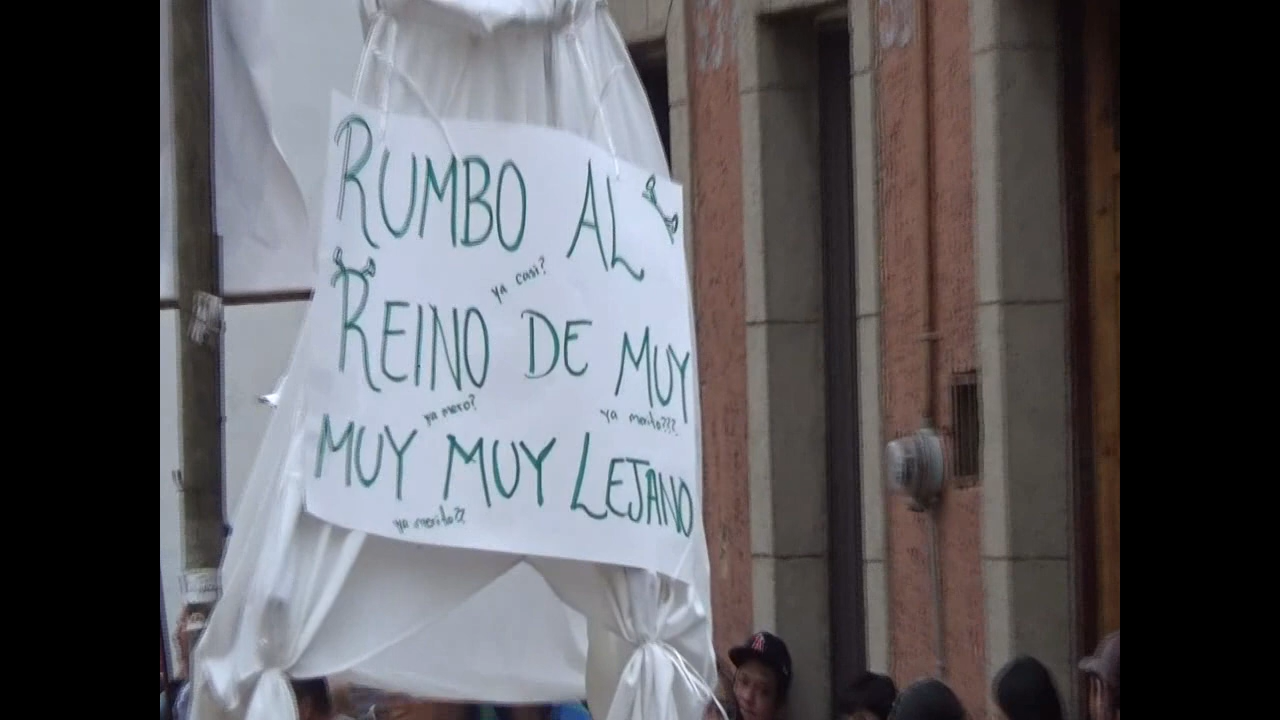 RUMBO AL
ya casi?
REINO DE MUY
ya mero?
ya merito???
MUY MUY LEJANO
ya merito??